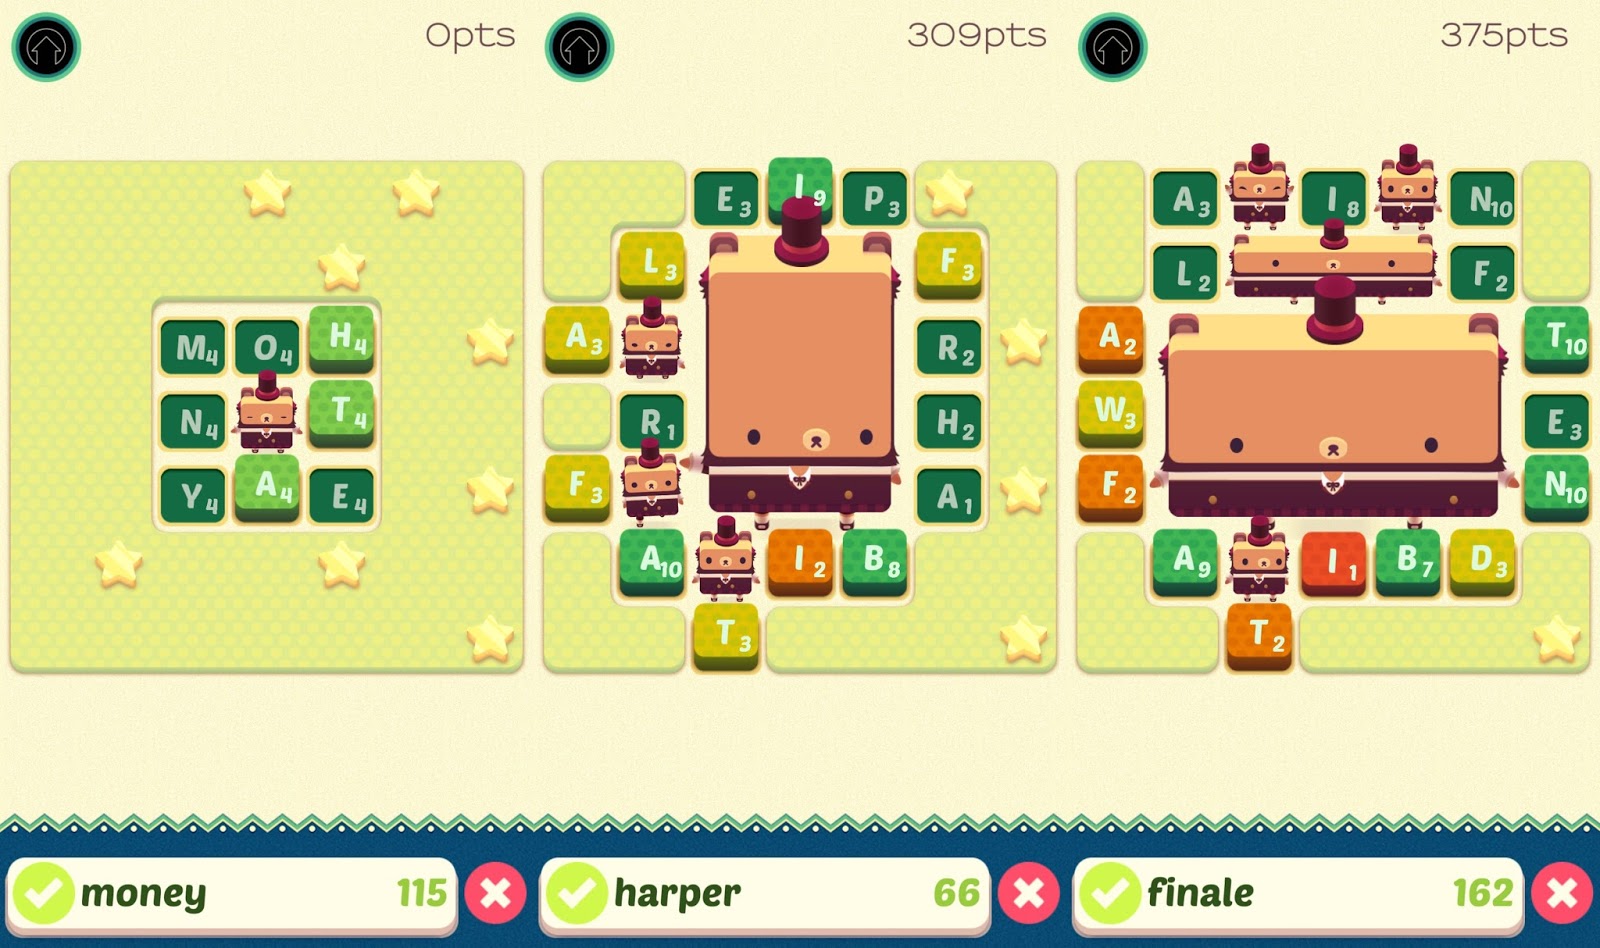 0pts
M4 O4 H4
N4 T4
Y4 A4 E4
money 115
309pts
E3 I9 P3
L3 F3
A3 R2
R1 H2
F3 A1
A10 I2 B8
T3
harper 66
375pts
A3 I8 N10
L2 F2
A2 T10
W3 E3
F2 N10
A9 I1 B7 D3
T2
finale 162